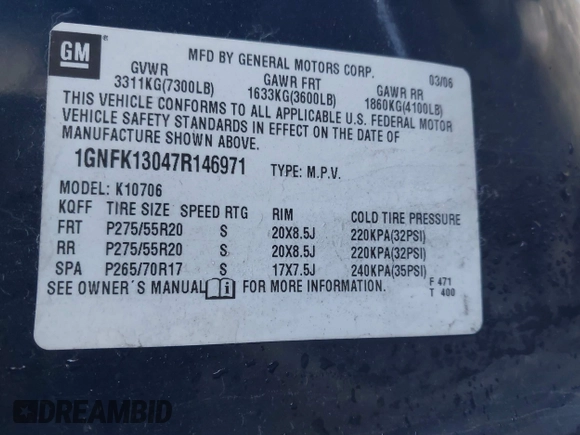 GM
MFD BY GENERAL MOTORS CORP.
03/06
GVWR GAWR FRT GAWR RR
3311KG(7300LB) 1633KG(3600LB) 1860KG(4100LB)
THIS VEHICLE CONFORMS TO ALL APPLICABLE U.S. FEDERAL MOTOR
VEHICLE SAFETY STANDARDS IN EFFECT ON THE DATE OF
MANUFACTURE SHOWN ABOVE.
1GNFK13047R146971 TYPE: M.P.V.
MODEL: K10706
KQFF TIRE SIZE SPEED RTG RIM COLD TIRE PRESSURE
FRT P275/55R20 S 20X8.5J 220KPA(32PSI)
RR P275/55R20 S 20X8.5J 220KPA(32PSI)
SPA P265/70R17 S 17X7.5J 240KPA(35PSI)
SEE OWNER´S MANUAL FOR MORE INFORMATION.
F 471
T 400
DREAMBID